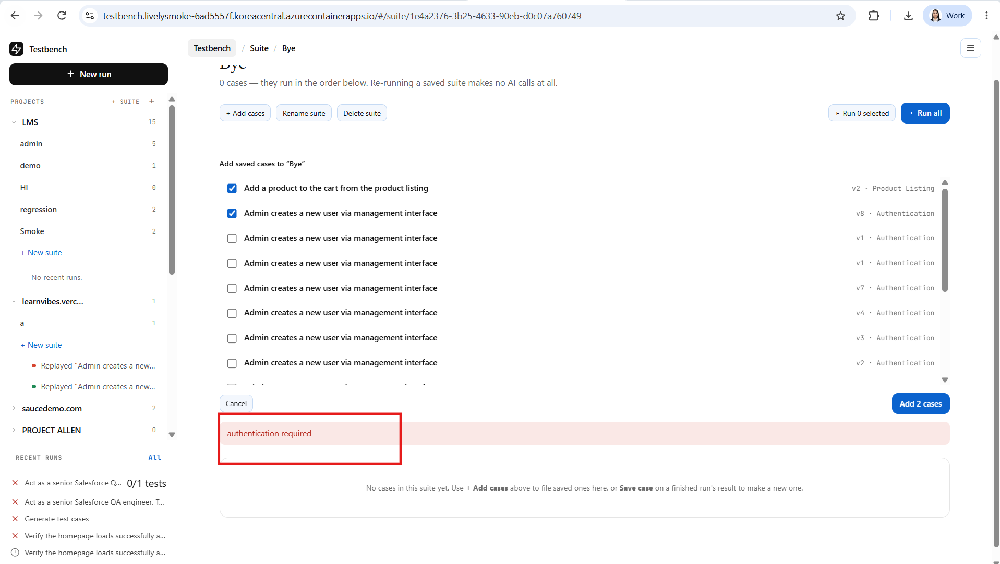 testbench.livelysmoke-6ad5557f.koreacentral.azurecontainerapps.io/#/suite/1e4a2376-3b25-4633-90eb-d0c07a760749
Work
Testbench
+ New run
PROJECTS + SUITE +
LMS 15
admin 5
demo 1
Hi 0
regression 2
Smoke 2
+ New suite
No recent runs.
learnvibes.verc... 1
a 1
+ New suite
Replayed "Admin creates a new...
Replayed "Admin creates a new...
saucedemo.com 2
PROJECT ALLEN 0
RECENT RUNS All
Act as a senior Salesforce Q... 0/1 tests
Act as a senior Salesforce QA engineer. T...
Generate test cases
Verify the homepage loads successfully a...
Verify the homepage loads successfully a...
Testbench / Suite / Bye
Bye
0 cases — they run in the order below. Re-running a saved suite makes no AI calls at all.
+ Add cases Rename suite Delete suite Run 0 selected Run all
Add saved cases to “Bye”
Add a product to the cart from the product listing v2 · Product Listing
Admin creates a new user via management interface v8 · Authentication
Admin creates a new user via management interface v1 · Authentication
Admin creates a new user via management interface v1 · Authentication
Admin creates a new user via management interface v7 · Authentication
Admin creates a new user via management interface v4 · Authentication
Admin creates a new user via management interface v3 · Authentication
Admin creates a new user via management interface v2 · Authentication
Cancel Add 2 cases
authentication required
No cases in this suite yet. Use + Add cases above to file saved ones here, or Save case on a finished run's result to make a new one.